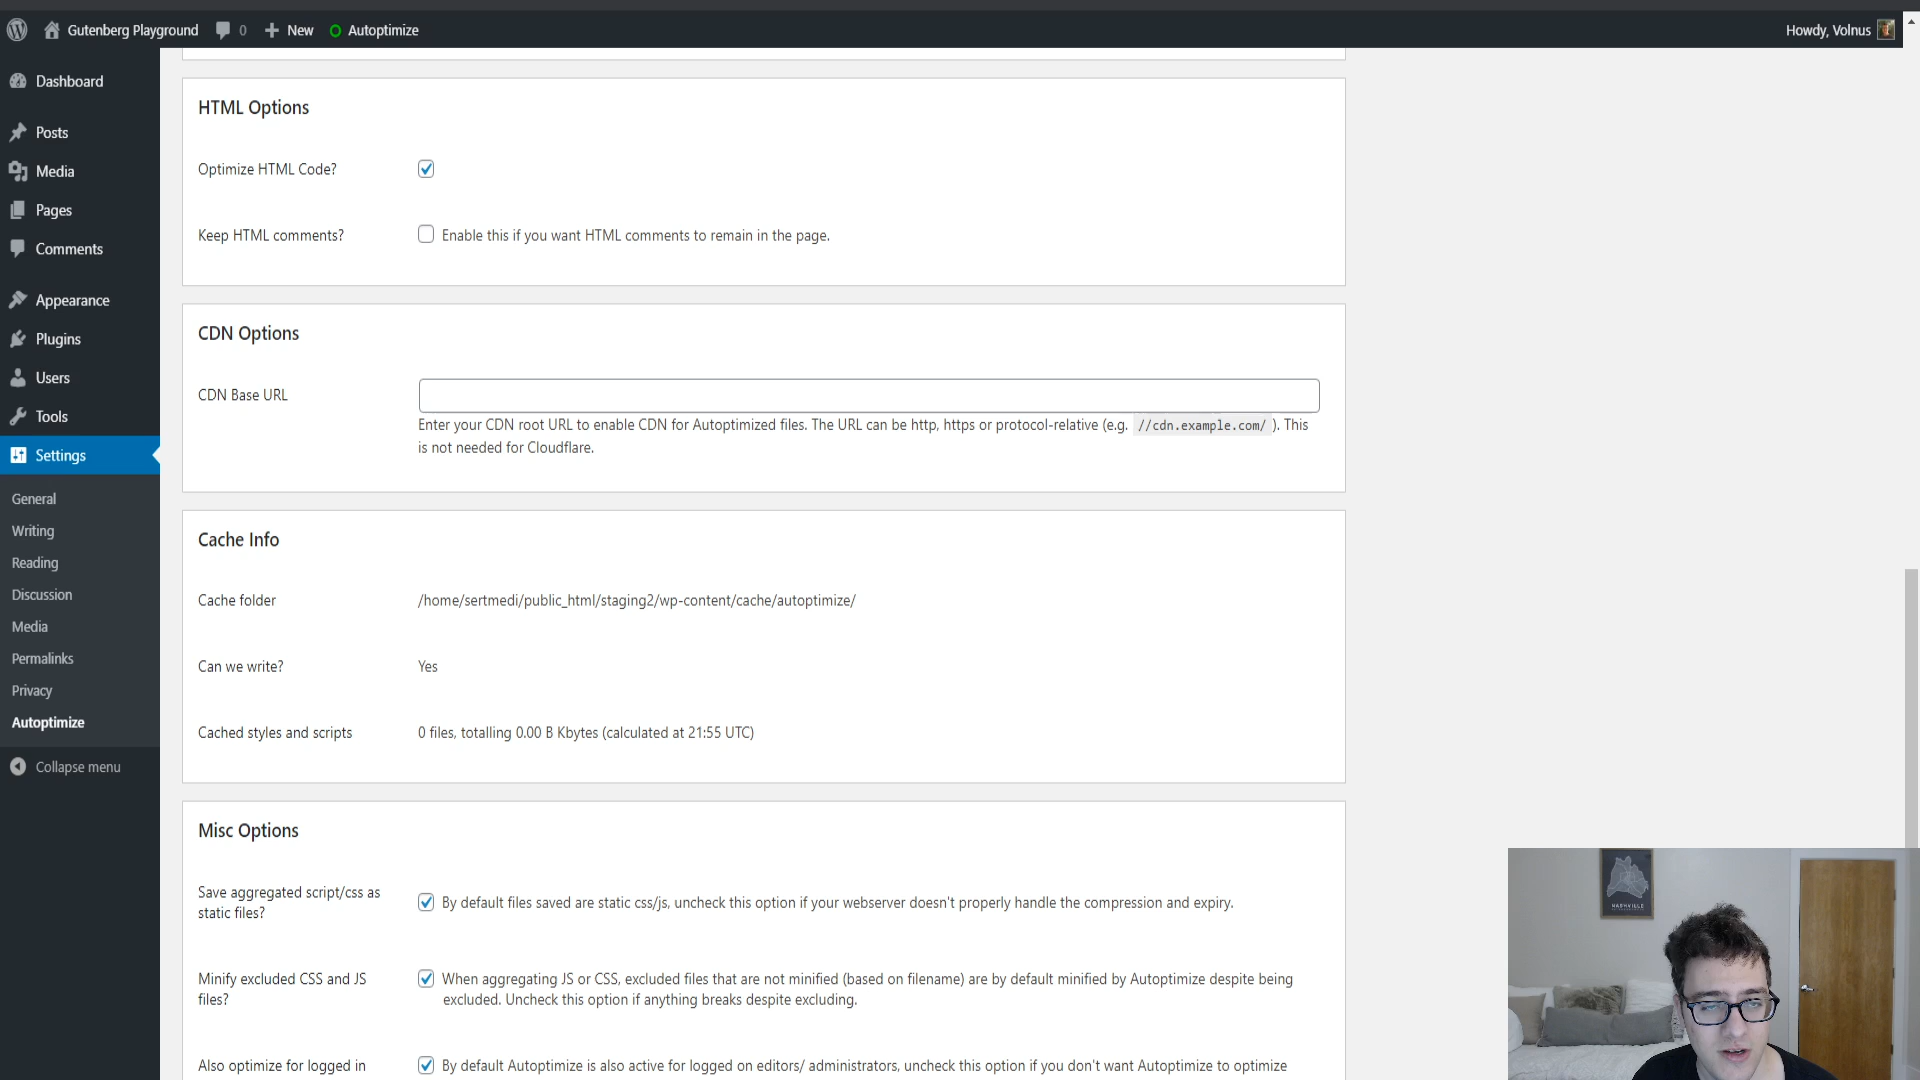 Gutenberg Playground
0
New
Autoptimize
Howdy, Volnus
Dashboard
Posts
Media
Pages
Comments
Appearance
Plugins
Users
Tools
Settings
General
Writing
Reading
Discussion
Media
Permalinks
Privacy
Autoptimize
Collapse menu
HTML Options
Optimize HTML Code?
Keep HTML comments?
Enable this if you want HTML comments to remain in the page.
CDN Options
CDN Base URL
Enter your CDN root URL to enable CDN for Autoptimized files. The URL can be http, https or protocol-relative (e.g. //cdn.example.com/ ). This
is not needed for Cloudflare.
Cache Info
Cache folder
/home/sertmedi/public_html/staging2/wp-content/cache/autoptimize/
Can we write?
Yes
Cached styles and scripts
0 files, totalling 0.00 B Kbytes (calculated at 21:55 UTC)
Misc Options
Save aggregated script/css as
static files?
By default files saved are static css/js, uncheck this option if your webserver doesn't properly handle the compression and expiry.
Minify excluded CSS and JS
files?
When aggregating JS or CSS, excluded files that are not minified (based on filename) are by default minified by Autoptimize despite being
excluded. Uncheck this option if anything breaks despite excluding.
Also optimize for logged in
By default Autoptimize is also active for logged on editors/ administrators, uncheck this option if you don't want Autoptimize to optimize
NASHVILLE